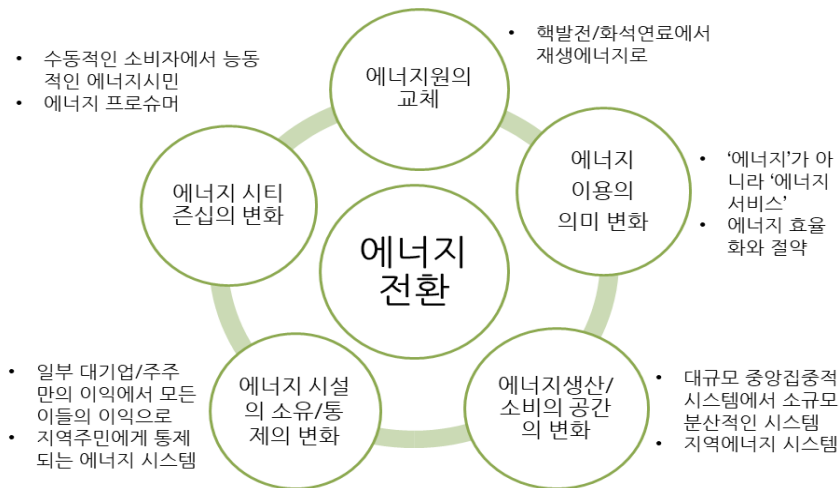 에너지원의
교체
• 핵발전/화석연료에서
재생에너지로
에너지
이용의
의미 변화
• ‘에너지’가 아
니라 ‘에너지
서비스’
• 에너지 효율
화와 절약
에너지생산/
소비의 공간
의 변화
• 대규모 중앙집중적
시스템에서 소규모
분산적인 시스템
• 지역에너지 시스템
에너지 시설
의 소유/통
제의 변화
• 일부 대기업/주주
만의 이익에서 모든
이들의 이익으로
• 지역주민에게 통제
되는 에너지 시스템
에너지 시티
즌십의 변화
• 수동적인 소비자에서 능동
적인 에너지시민
• 에너지 프로슈머
에너지
전환